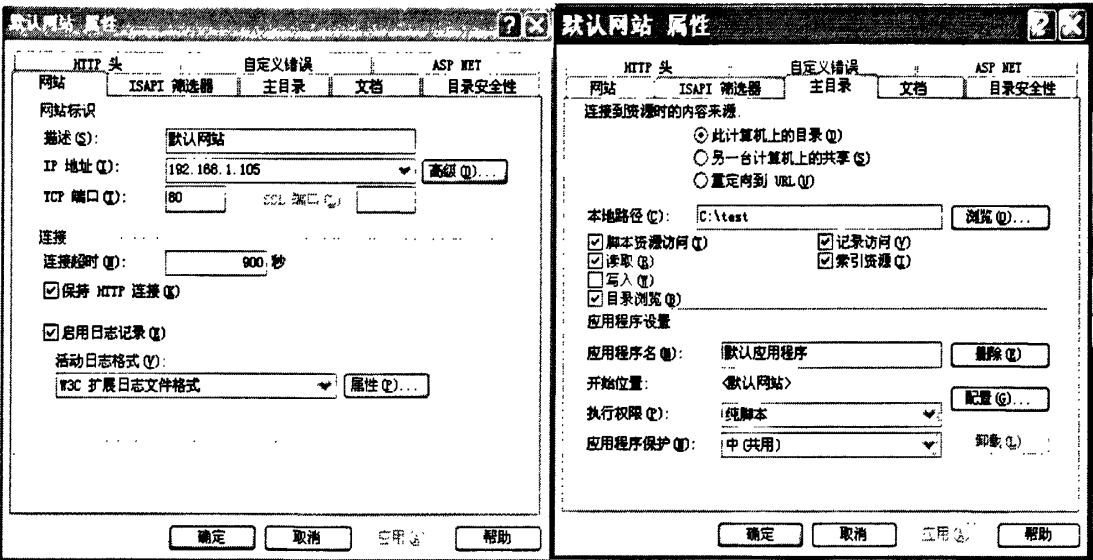 默认网站 属性
HTTP 头 自定义错误 ASP NET
网站 ISAPI 筛选器 主目录 文档 目录安全性
网站标识
描述(S): 默认网站
IP 地址(I): 192.168.1.105 高级(D)...
TCP 端口(T): 80 SSL 端口(L)
连接
连接超时(N): 900 秒
保持 HTTP 连接(K)
启用日志记录(E)
活动日志格式(V):
W3C 扩展日志文件格式 属性(P)...
确定 取消 应用(A) 帮助
默认网站 属性
HTTP 头 自定义错误 ASP NET
网站 ISAPI 筛选器 主目录 文档 目录安全性
连接到资源时的内容来源:
此计算机上的目录(D)
另一台计算机上的共享(S)
重定向到 URL(U)
本地路径(C): C:\test 浏览(O)...
脚本资源访问(T) 记录访问(V)
读取(R) 索引资源(I)
写入(W)
目录浏览(B)
应用程序设置
应用程序名(M): 默认应用程序 删除(E)
开始位置: <默认网站>
配置(G)...
执行权限(P): 纯脚本
应用程序保护(N): 中(共用) 卸载(L)
确定 取消 应用(A) 帮助